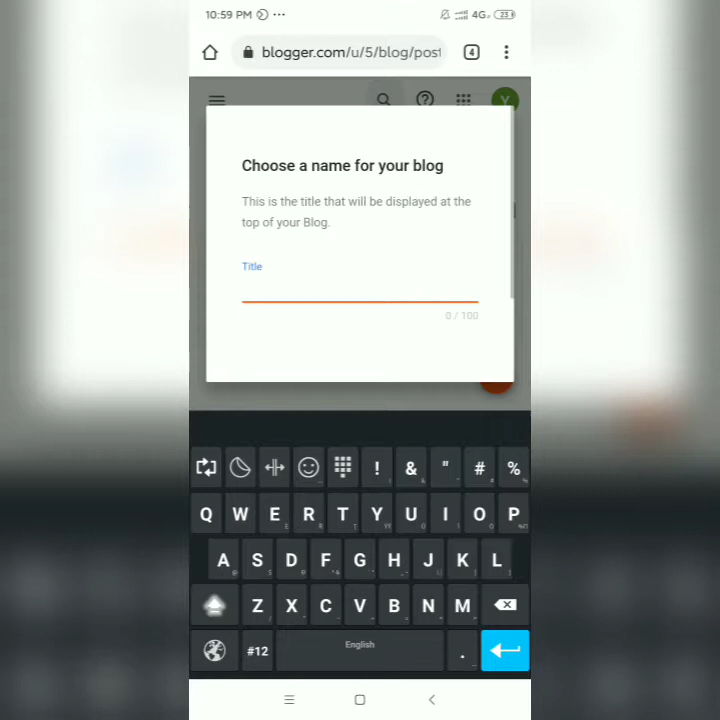 10:59 PM
4G
23
blogger.com/u/5/blog/post
4
Y
Choose a name for your blog
This is the title that will be displayed at the
top of your Blog.
Title
0 / 100
! & " # %
Q W E R T Y U I O P
A S D F G H J K L
Z X C V B N M
#12 English .